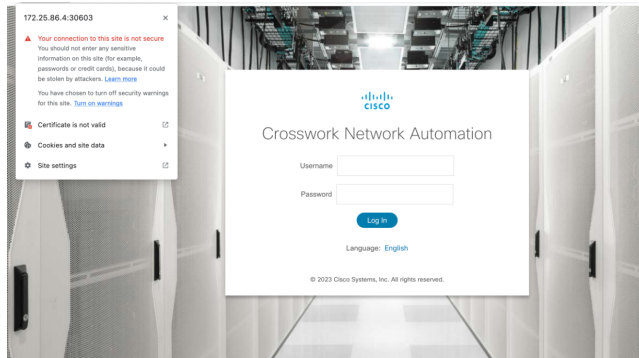 172.25.86.4:30603
Your connection to this site is not secure
You should not enter any sensitive
information on this site (for example,
passwords or credit cards), because it could
be stolen by attackers. Learn more
You have chosen to turn off security warnings
for this site. Turn on warnings
Certificate is not valid
Cookies and site data
Site settings
CISCO
Crosswork Network Automation
Username
Password
Log In
Language: English
© 2023 Cisco Systems, Inc. All rights reserved.